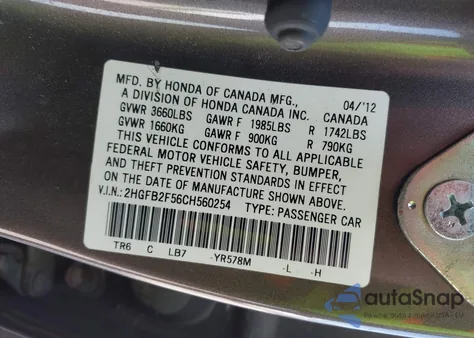 MFD. BY HONDA OF CANADA MFG., 04/'12
A DIVISION OF HONDA CANADA INC. CANADA
GVWR 3660LBS GAWR F 1985LBS R 1742LBS
GVWR 1660KG GAWR F 900KG R 790KG
THIS VEHICLE CONFORMS TO ALL APPLICABLE
FEDERAL MOTOR VEHICLE SAFETY, BUMPER,
AND THEFT PREVENTION STANDARDS IN EFFECT
ON THE DATE OF MANUFACTURE SHOWN ABOVE.
V.I.N.: 2HGFB2F56CH560254 TYPE: PASSENGER CAR
TR6 C LB7 -YR578M -L -H
autoSnap